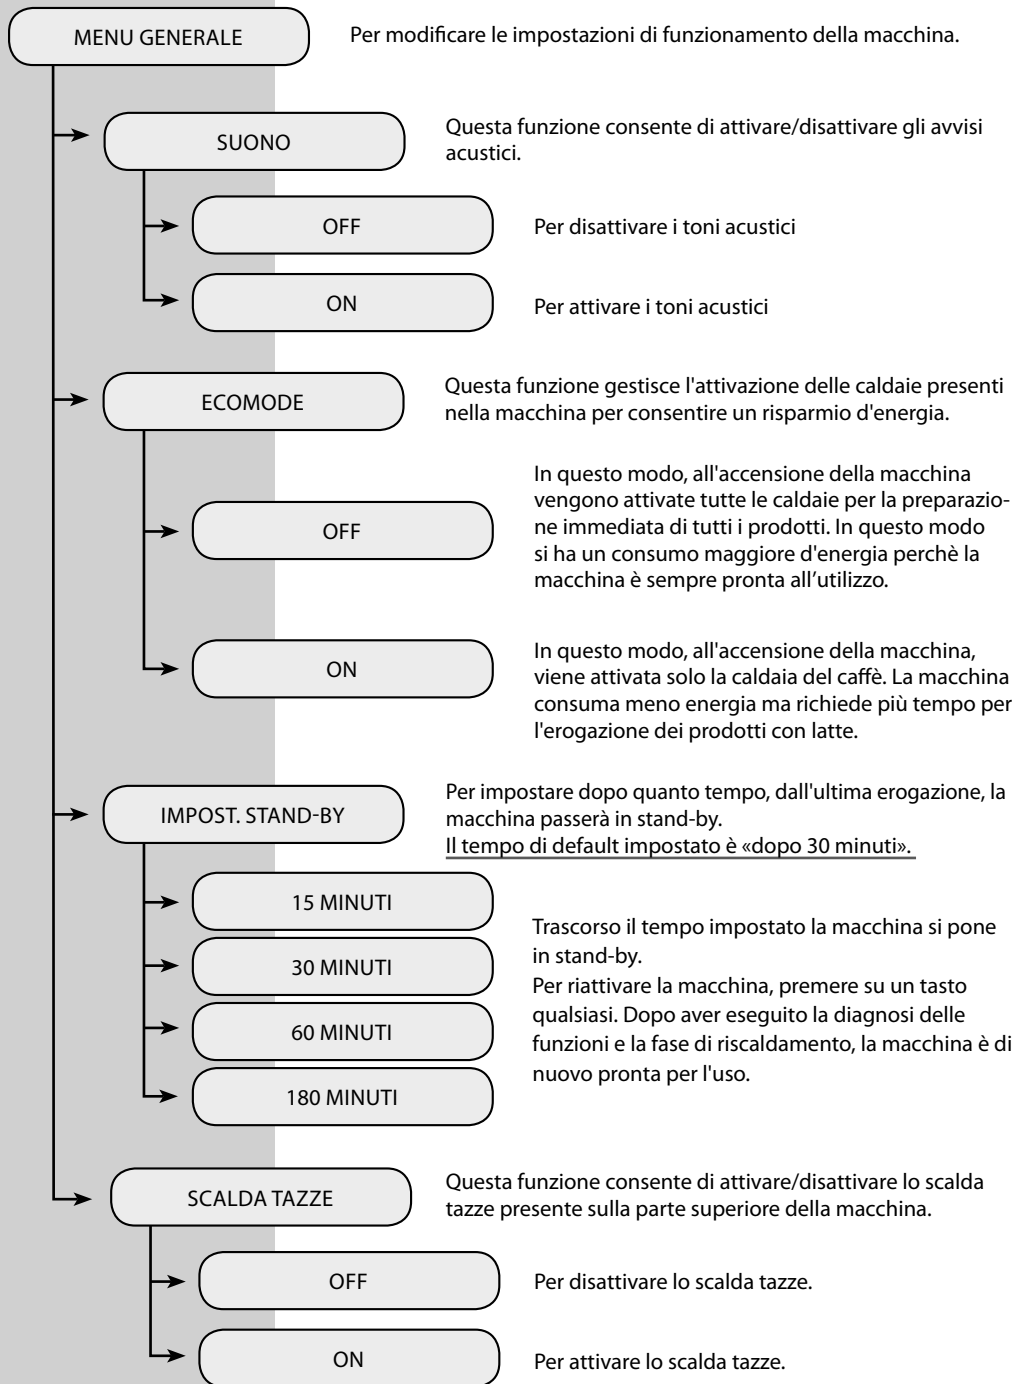 MENU GENERALE
Per modificare le impostazioni di funzionamento della macchina.
SUONO
Questa funzione consente di attivare/disattivare gli avvisi
acustici.
OFF
Per disattivare i toni acustici
ON
Per attivare i toni acustici
ECOMODE
Questa funzione gestisce l'attivazione delle caldaie presenti
nella macchina per consentire un risparmio d'energia.
OFF
In questo modo, all'accensione della macchina
vengono attivate tutte le caldaie per la preparazio-
ne immediata di tutti i prodotti. In questo modo
si ha un consumo maggiore d'energia perchè la
macchina è sempre pronta all’utilizzo.
ON
In questo modo, all'accensione della macchina,
viene attivata solo la caldaia del caffè. La macchina
consuma meno energia ma richiede più tempo per
l'erogazione dei prodotti con latte.
IMPOST. STAND-BY
Per impostare dopo quanto tempo, dall'ultima erogazione, la
macchina passerà in stand-by.
Il tempo di default impostato è «dopo 30 minuti».
15 MINUTI
30 MINUTI
60 MINUTI
180 MINUTI
Trascorso il tempo impostato la macchina si pone
in stand-by.
Per riattivare la macchina, premere su un tasto
qualsiasi. Dopo aver eseguito la diagnosi delle
funzioni e la fase di riscaldamento, la macchina è di
nuovo pronta per l'uso.
SCALDA TAZZE
Questa funzione consente di attivare/disattivare lo scalda
tazze presente sulla parte superiore della macchina.
OFF
Per disattivare lo scalda tazze.
ON
Per attivare lo scalda tazze.